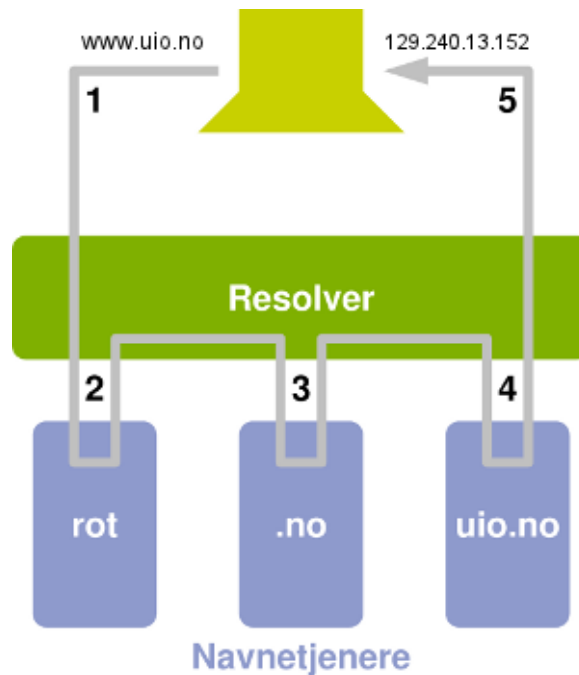 www.uio.no
129.240.13.152
1
5
Resolver
2
3
4
rot
.no
uio.no
Navnetjenere